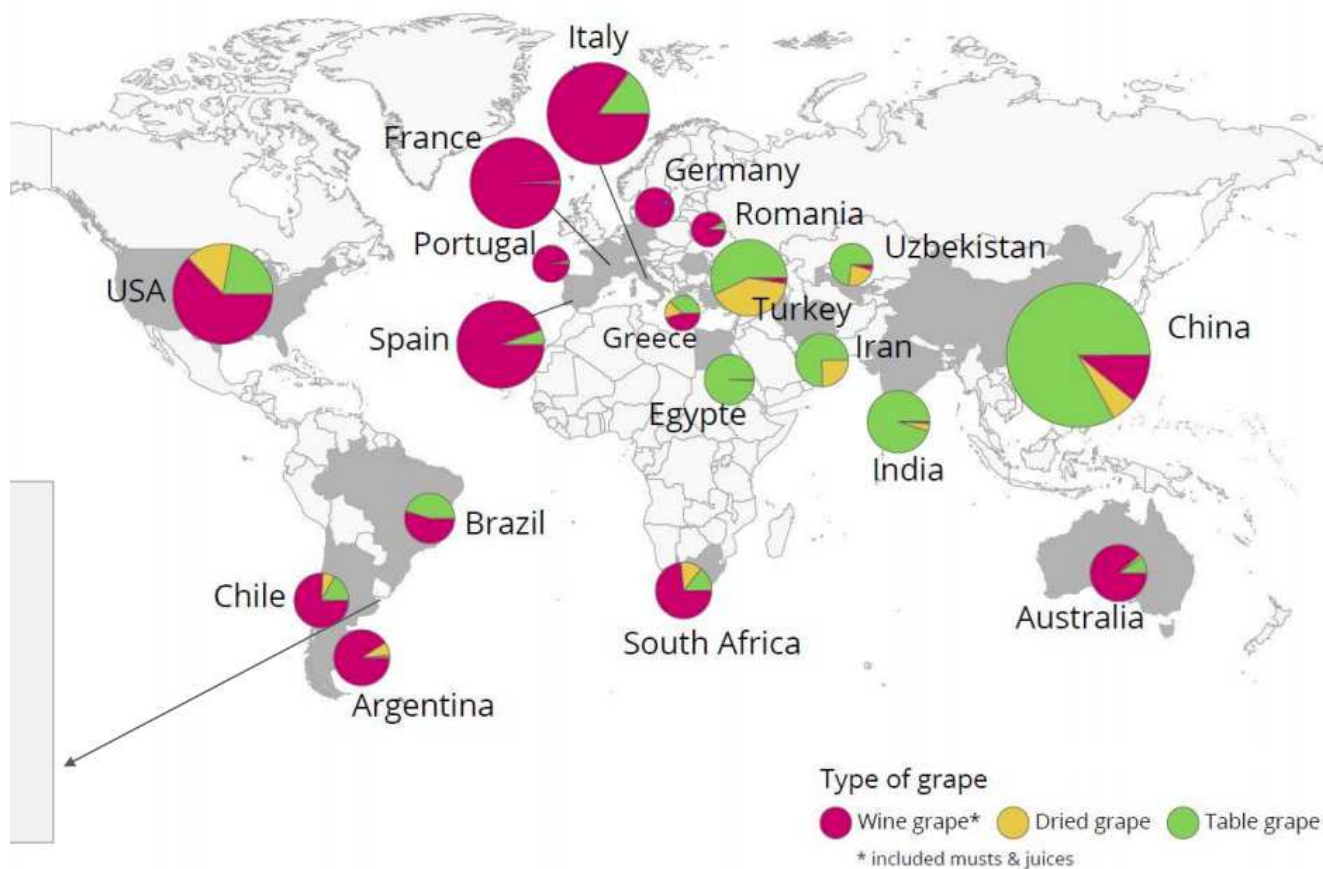 Italy
France
Germany
Romania
Portugal
Uzbekistan
USA
Turkey
Spain
Greece
Iran
China
Egypte
India
Brazil
Chile
South Africa
Australia
Argentina
Type of grape
Wine grape* Dried grape Table grape
* included musts & juices